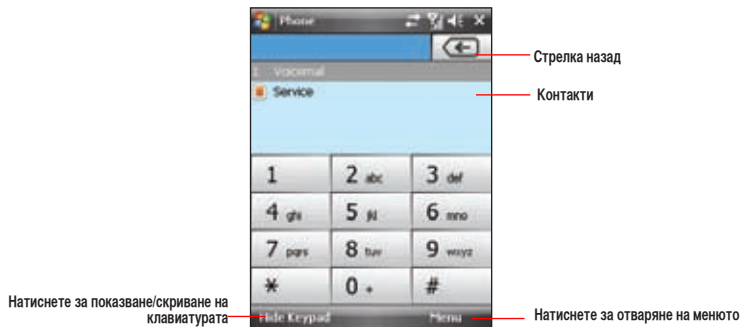 Phone
Стрелка назад
1 Voicemail
Service
Контакти
1
2 abc
3 def
4 ghi
5 jkl
6 mno
7 pqrs
8 tuv
9 wxyz
*
0 +
#
Натиснете за показване/скриване на
клавиатурата
Hide Keypad
Menu
Натиснете за отваряне на менюто